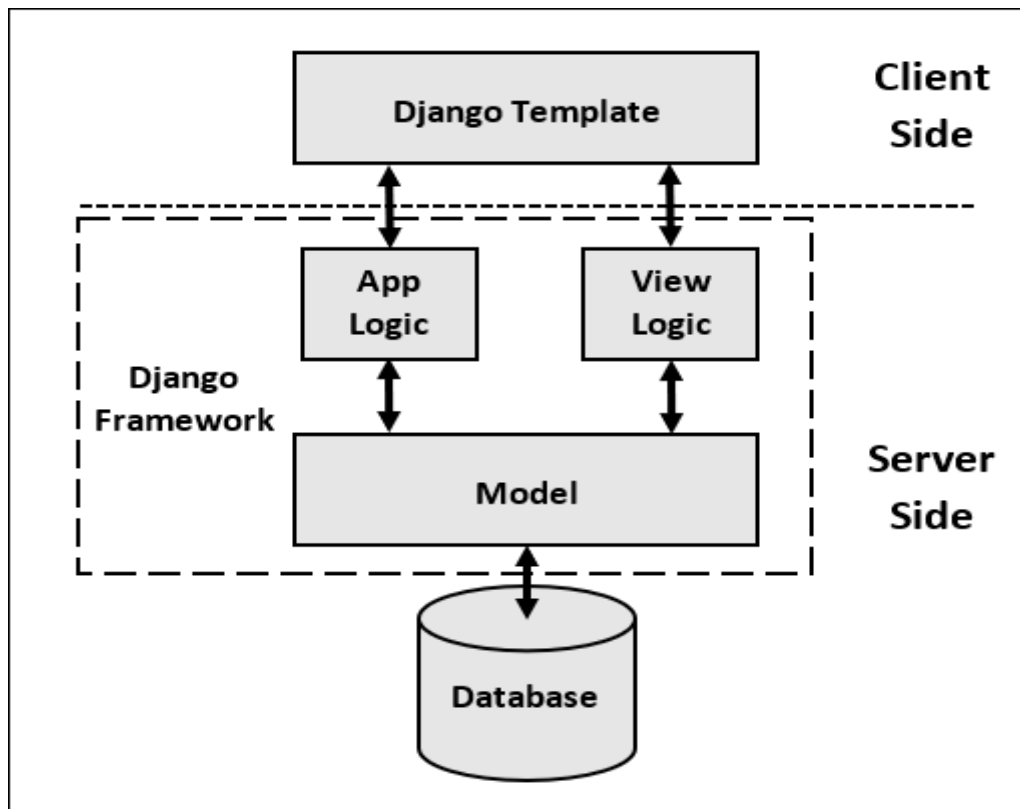 Django Template
Client
Side
App
Logic
View
Logic
Django
Framework
Model
Server
Side
Database